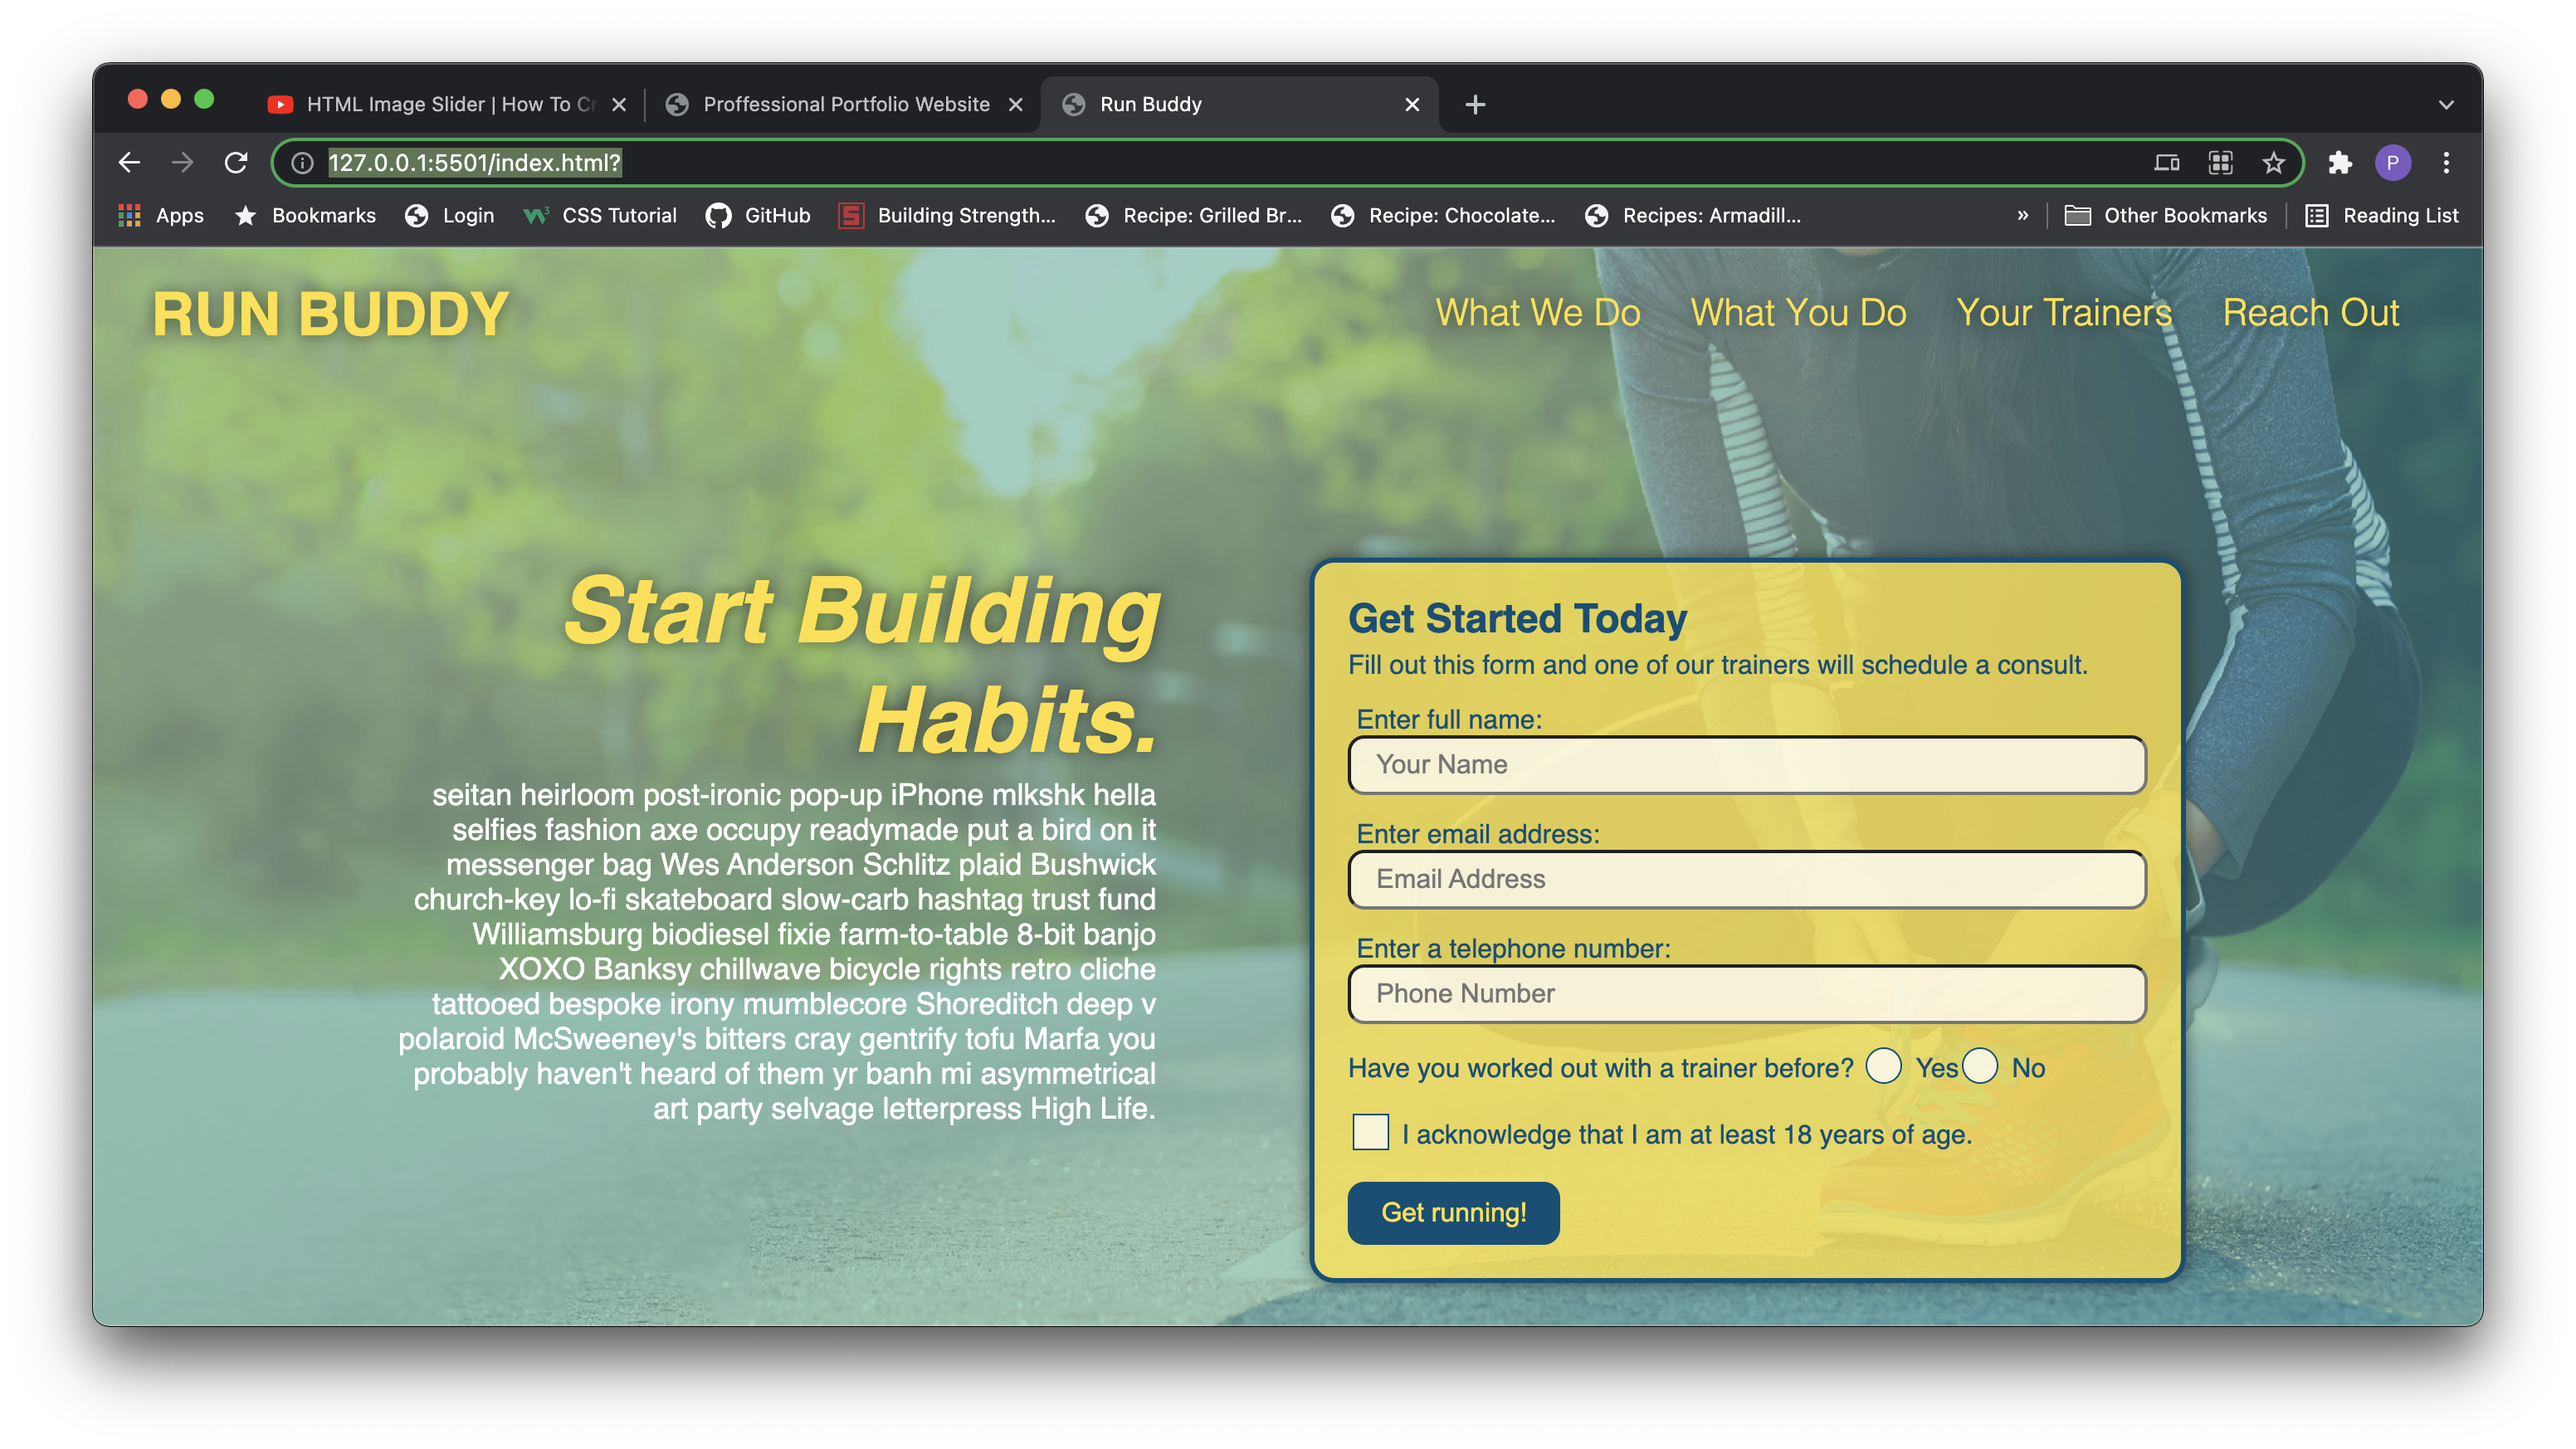 HTML Image Slider | How To Cr
Proffessional Portfolio Website
Run Buddy
127.0.0.1:5501/index.html?
P
Apps
Bookmarks
Login
CSS Tutorial
GitHub
Building Strength...
Recipe: Grilled Br...
Recipe: Chocolate...
Recipes: Armadill...
»
Other Bookmarks
Reading List
RUN BUDDY
What We Do
What You Do
Your Trainers
Reach Out
Start Building
Habits.
seitan heirloom post-ironic pop-up iPhone mlkshk hella
selfies fashion axe occupy readymade put a bird on it
messenger bag Wes Anderson Schlitz plaid Bushwick
church-key lo-fi skateboard slow-carb hashtag trust fund
Williamsburg biodiesel fixie farm-to-table 8-bit banjo
XOXO Banksy chillwave bicycle rights retro cliche
tattooed bespoke irony mumblecore Shoreditch deep v
polaroid McSweeney's bitters cray gentrify tofu Marfa you
probably haven't heard of them yr banh mi asymmetrical
art party selvage letterpress High Life.
Get Started Today
Fill out this form and one of our trainers will schedule a consult.
Enter full name:
Your Name
Enter email address:
Email Address
Enter a telephone number:
Phone Number
Have you worked out with a trainer before? Yes No
I acknowledge that I am at least 18 years of age.
Get running!